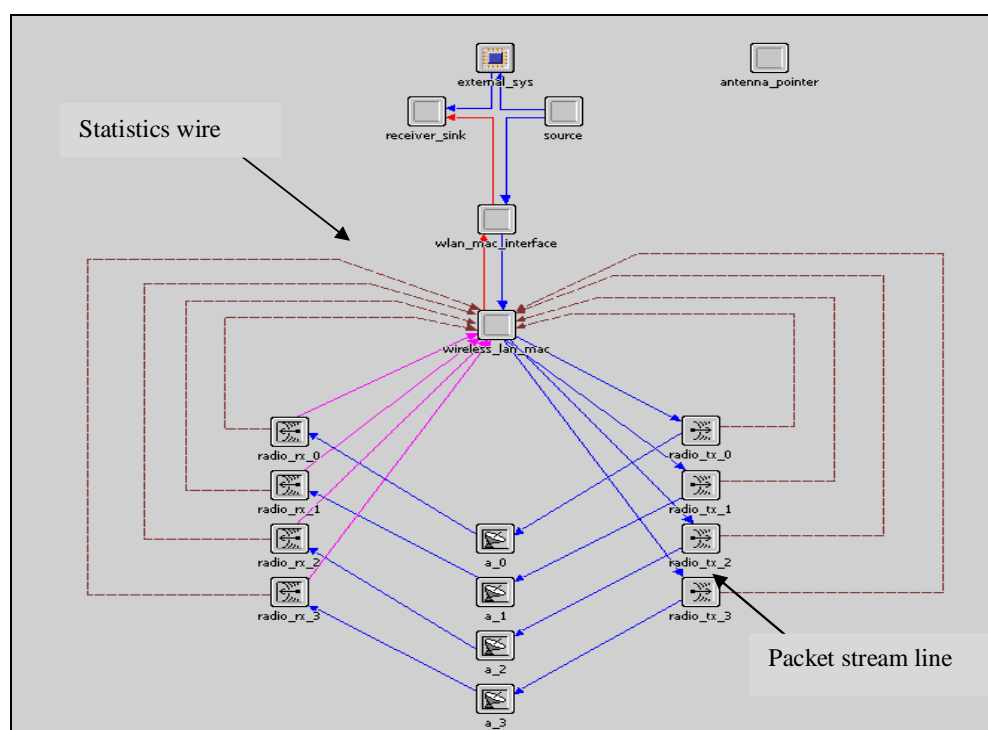 external_sys
antenna_pointer
Statistics wire
receiver_sink
source
wlan_mac_interface
wireless_lan_mac
radio_rx_0
radio_tx_0
radio_rx_1
radio_tx_1
radio_rx_2
a_0
radio_tx_2
radio_rx_3
a_1
radio_tx_3
Packet stream line
a_2
a_3